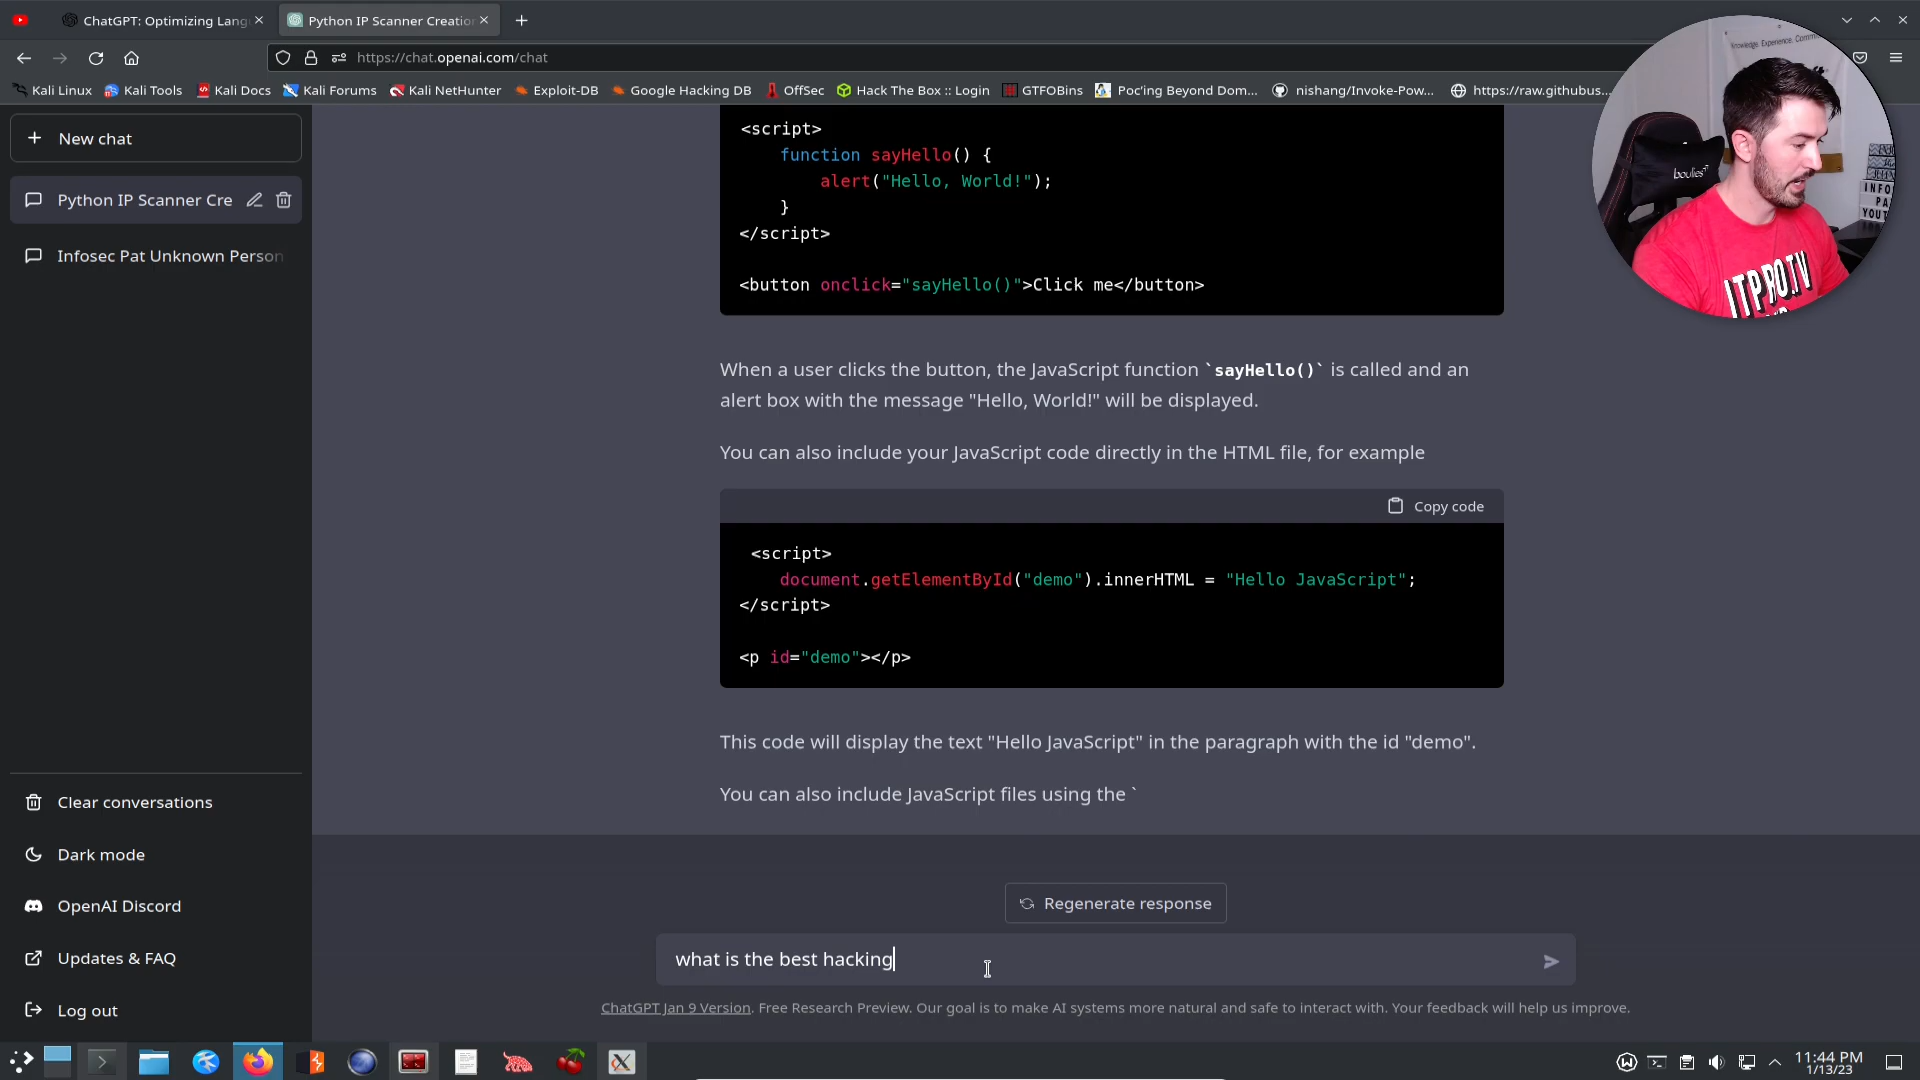 ChatGPT: Optimizing Lang
Python IP Scanner Creatio
https://chat.openai.com/chat
Kali Linux
Kali Tools
Kali Docs
Kali Forums
Kali NetHunter
Exploit-DB
Google Hacking DB
OffSec
Hack The Box :: Login
GTFOBins
Poc'ing Beyond Dom...
nishang/Invoke-Pow...
https://raw.githubus...
Knowledge. Experience.
boulies
INFO
PA
YOUT
ITPRO.TV
New chat
Python IP Scanner Cre
Infosec Pat Unknown Person
<script>
function sayHello() {
alert("Hello, World!");
}
</script>
<button onclick="sayHello()">Click me</button>
When a user clicks the button, the JavaScript function `sayHello()` is called and an
alert box with the message "Hello, World!" will be displayed.
You can also include your JavaScript code directly in the HTML file, for example
Copy code
<script>
document.getElementById("demo").innerHTML = "Hello JavaScript";
</script>
<p id="demo"></p>
This code will display the text "Hello JavaScript" in the paragraph with the id "demo".
You can also include JavaScript files using the `
Clear conversations
Dark mode
OpenAI Discord
Updates & FAQ
Log out
Regenerate response
what is the best hacking
ChatGPT Jan 9 Version. Free Research Preview. Our goal is to make AI systems more natural and safe to interact with. Your feedback will help us improve.
11:44 PM
1/13/23